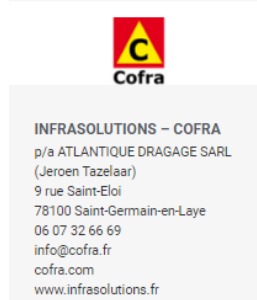 C
Cofra
INFRASOLUTIONS – COFRA
p/a ATLANTIQUE DRAGAGE SARL
(Jeroen Tazelaar)
9 rue Saint-Eloi
78100 Saint-Germain-en-Laye
06 07 32 66 69
info@cofra.fr
cofra.com
www.infrasolutions.fr